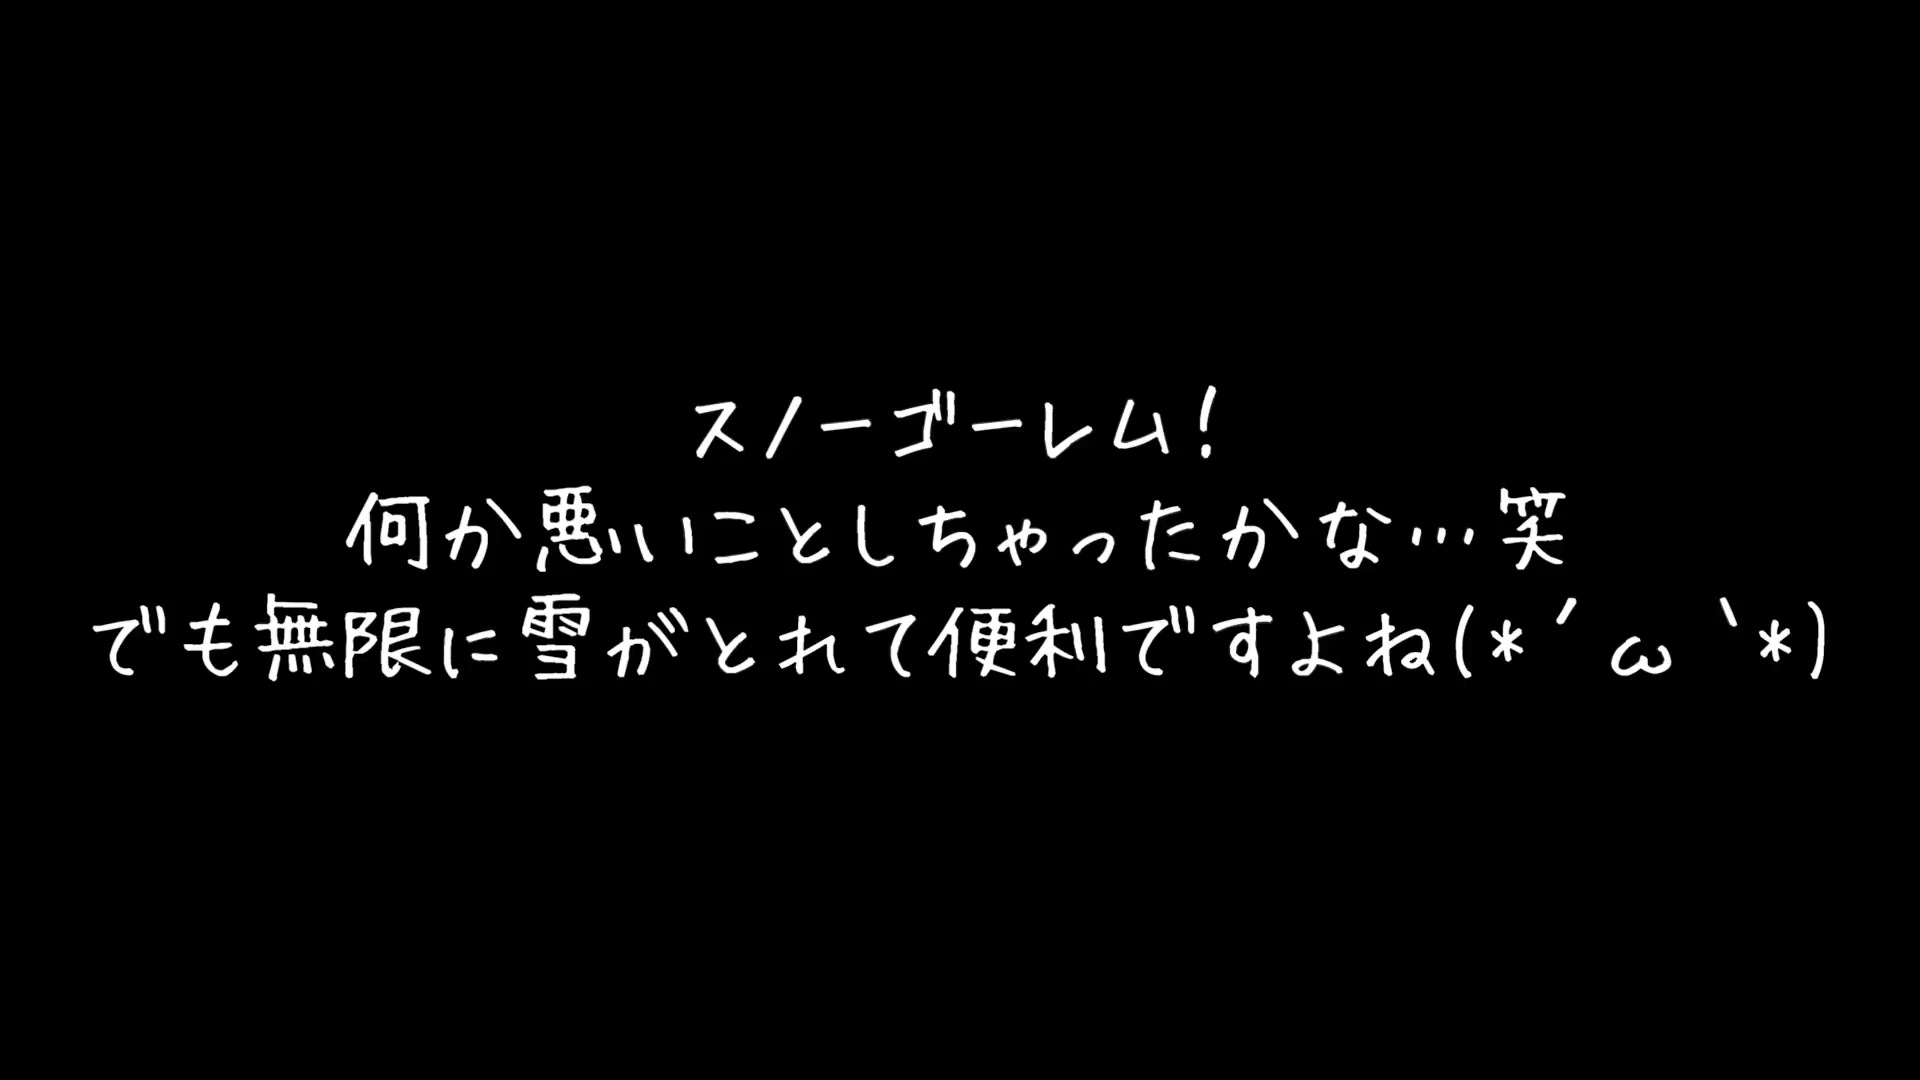 スノーゴーレム！
何か悪いことしちゃったかな…笑
でも無限に雪がとれて便利ですよね(*´ω｀*)